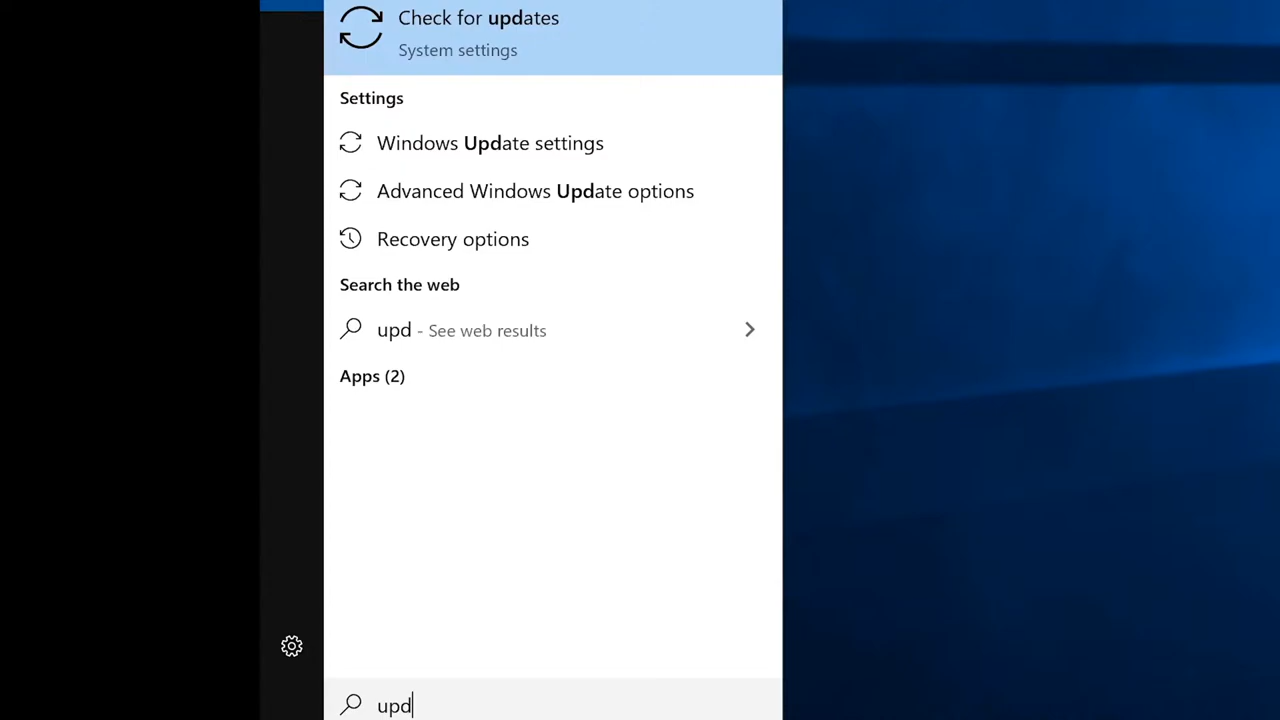 Check for updates
System settings
Settings
Windows Update settings
Advanced Windows Update options
Recovery options
Search the web
upd - See web results
Apps (2)
upd